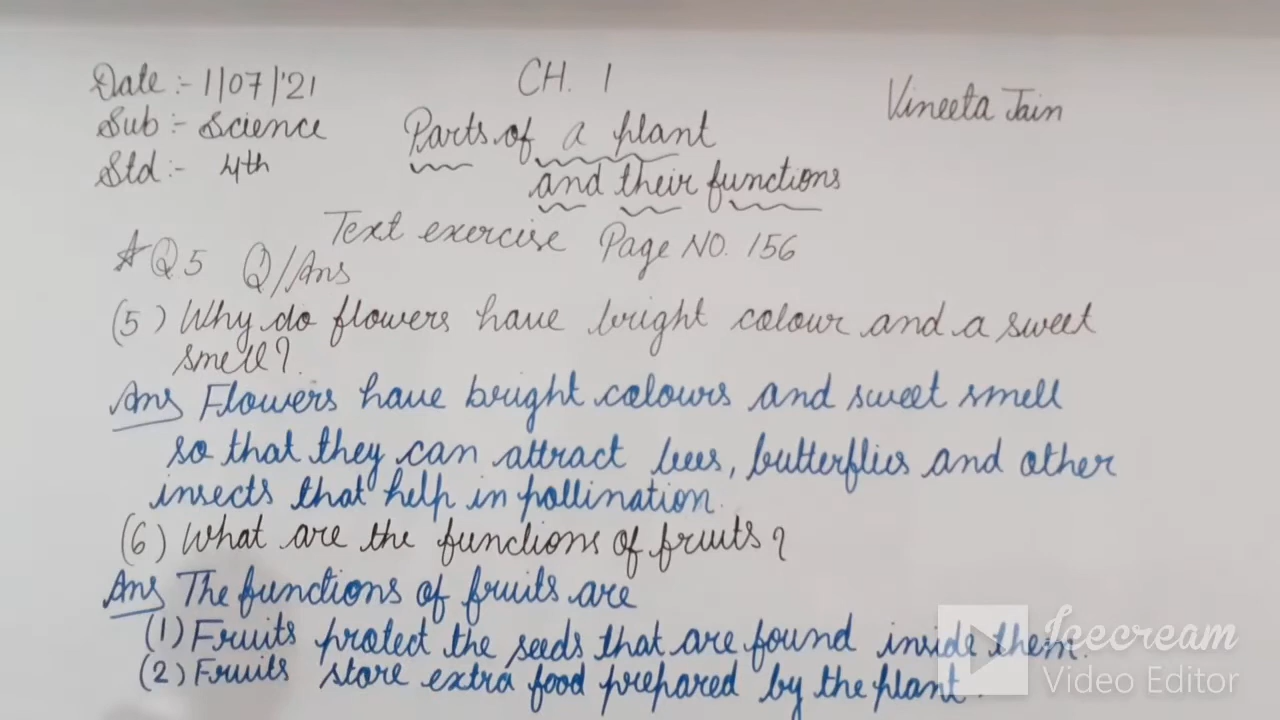 Date :- 1/07/'21
CH. 1
Vineeta Jain
Sub :- Science
Parts of a plant
Std :- 4th
and their functions
Text exercise Page NO. 156
Q5 Q/Ans
(5) Why do flowers have bright colour and a sweet
smell?
Ans Flowers have bright colours and sweet smell
so that they can attract bees, butterflies and other
insects that help in pollination.
(6) What are the functions of fruits?
Ans The functions of fruits are
(1) Fruits protect the seeds that are found inside them.
(2) Fruits store extra food prepared by the plant.
Icecream
Video Editor